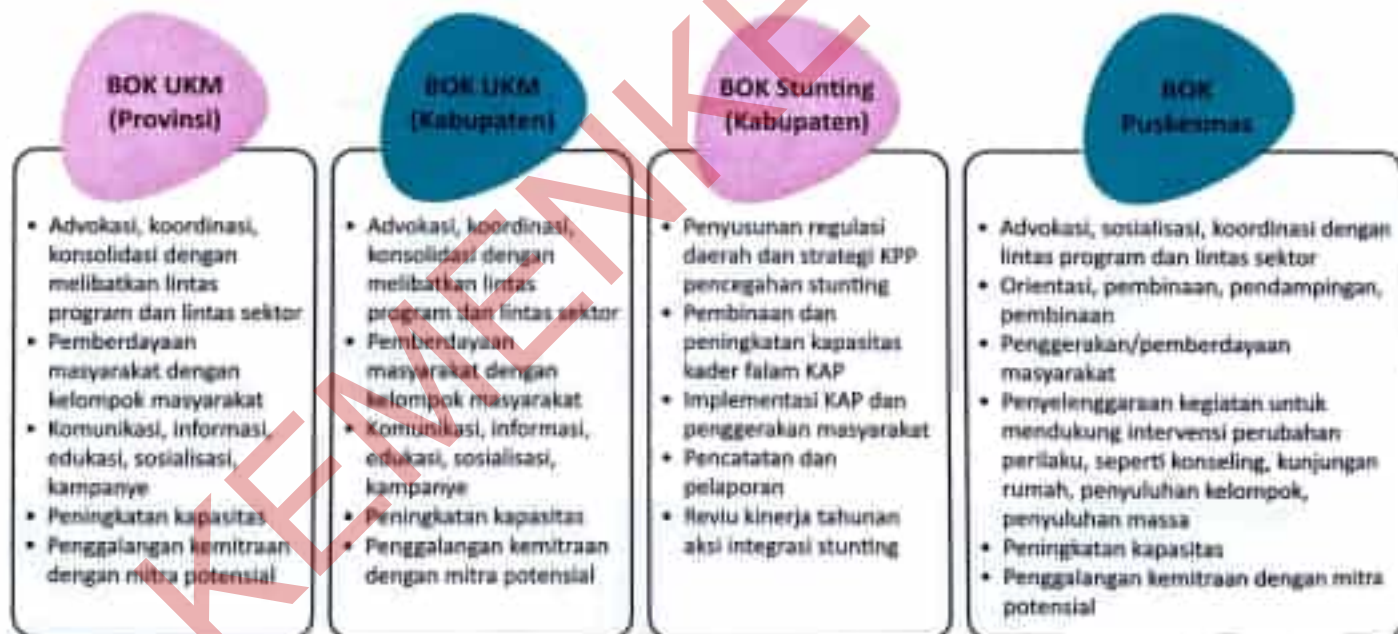 BOK UKM
(Provinsi)
• Advokasi, koordinasi,
konsolidasi dengan
melibatkan lintas
program dan lintas sektor
• Pemberdayaan
masyarakat dengan
kelompok masyarakat
• Komunikasi, informasi,
edukasi, sosialisasi,
kampanye
• Peningkatan kapasitas
• Penggalangan kemitraan
dengan mitra potensial
BOK UKM
(Kabupaten)
• Advokasi, koordinasi,
konsolidasi dengan
melibatkan lintas
program dan lintas sektor
• Pemberdayaan
masyarakat dengan
kelompok masyarakat
• Komunikasi, informasi,
edukasi, sosialisasi,
kampanye
• Peningkatan kapasitas
• Penggalangan kemitraan
dengan mitra potensial
BOK Stunting
(Kabupaten)
• Penyusunan regulasi
daerah dan strategi KPP
pencegahan stunting
• Pembinaan dan
peningkatan kapasitas
kader falam KAP
• Implementasi KAP dan
penggerakan masyarakat
• Pencatatan dan
pelaporan
• Reviu kinerja tahunan
aksi integrasi stunting
BOK
Puskesmas
• Advokasi, sosialisasi, koordinasi dengan
lintas program dan lintas sektor
• Orientasi, pembinaan, pendampingan,
pembinaan
• Penggerakan/pemberdayaan
masyarakat
• Penyelenggaraan kegiatan untuk
mendukung intervensi perubahan
perilaku, seperti konseling, kunjungan
rumah, penyuluhan kelompok,
penyuluhan massa
• Peningkatan kapasitas
• Penggalangan kemitraan dengan mitra
potensial
KEMENKE